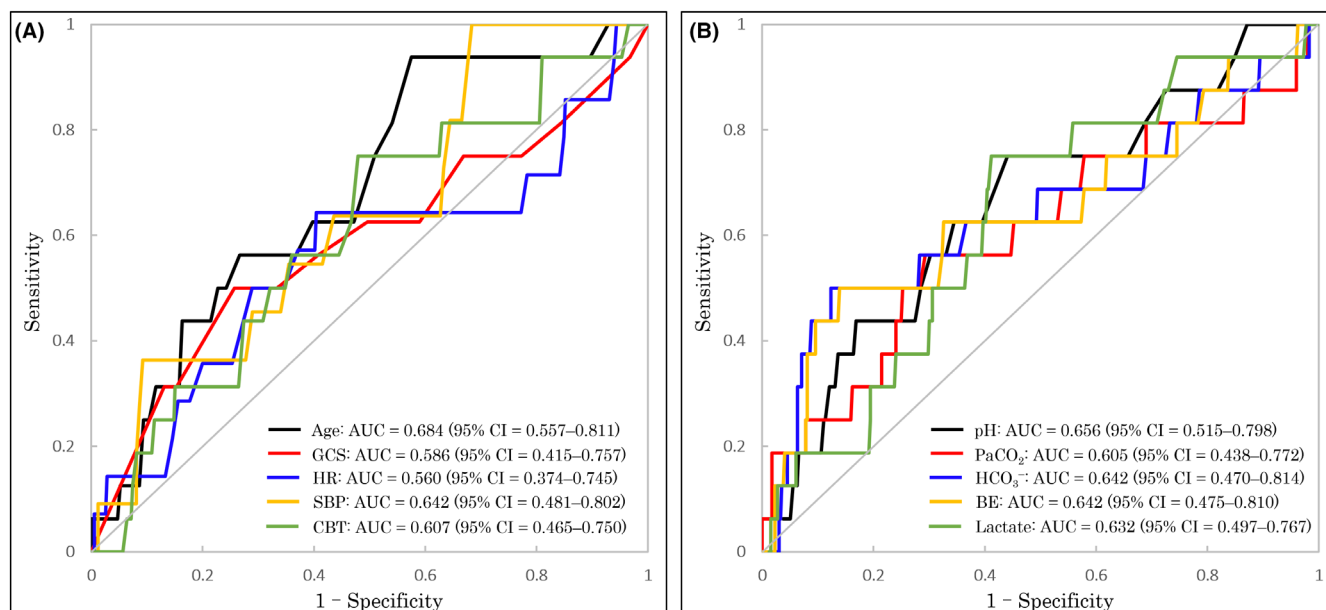 (A)
1
0.8
0.6
0.4
0.2
0
Sensitivity
Age: AUC = 0.684 (95% CI = 0.557–0.811)
GCS: AUC = 0.586 (95% CI = 0.415–0.757)
HR: AUC = 0.560 (95% CI = 0.374–0.745)
SBP: AUC = 0.642 (95% CI = 0.481–0.802)
CBT: AUC = 0.607 (95% CI = 0.465–0.750)
0 0.2 0.4 0.6 0.8 1
1 − Specificity
(B)
1
0.8
0.6
0.4
0.2
0
Sensitivity
pH: AUC = 0.656 (95% CI = 0.515–0.798)
PaCO₂: AUC = 0.605 (95% CI = 0.438–0.772)
HCO₃⁻: AUC = 0.642 (95% CI = 0.470–0.814)
BE: AUC = 0.642 (95% CI = 0.475–0.810)
Lactate: AUC = 0.632 (95% CI = 0.497–0.767)
0 0.2 0.4 0.6 0.8 1
1 − Specificity